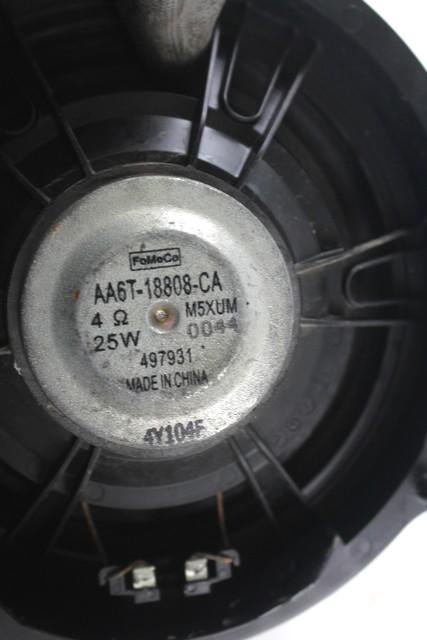 FoMoCo
AA6T-18808-CA
4 Ω M5XUM
25W 0044
497931
MADE IN CHINA
4Y104F